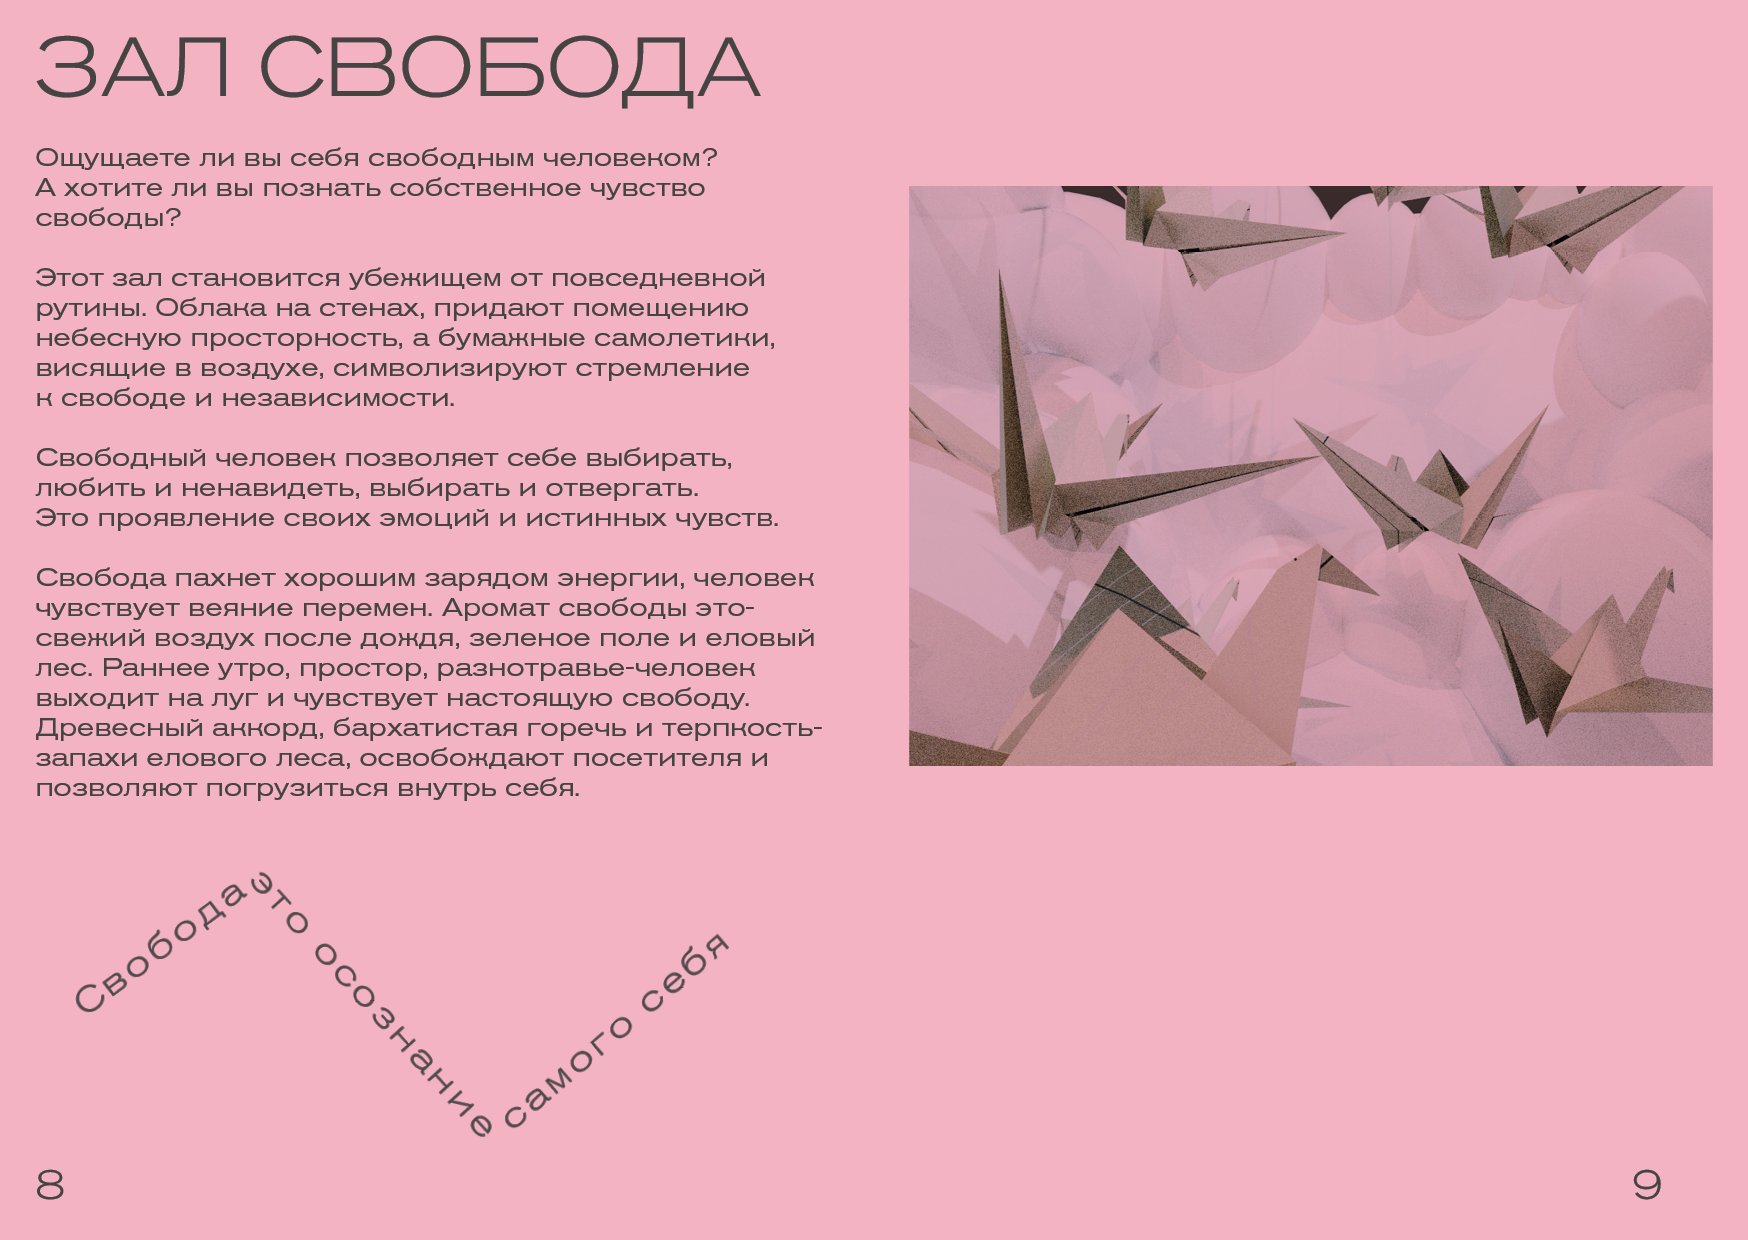 ЗАЛ СВОБОДА
Ощущаете ли вы себя свободным человеком?
А хотите ли вы познать собственное чувство
свободы?
Этот зал становится убежищем от повседневной
рутины. Облака на стенах, придают помещению
небесную просторность, а бумажные самолетики,
висящие в воздухе, символизируют стремление
к свободе и независимости.
Свободный человек позволяет себе выбирать,
любить и ненавидеть, выбирать и отвергать.
Это проявление своих эмоций и истинных чувств.
Свобода пахнет хорошим зарядом энергии, человек
чувствует веяние перемен. Аромат свободы это-
свежий воздух после дождя, зеленое поле и еловый
лес. Раннее утро, простор, разнотравье-человек
выходит на луг и чувствует настоящую свободу.
Древесный аккорд, бархатистая горечь и терпкость-
запахи елового леса, освобождают посетителя и
позволяют погрузиться внутрь себя.
Свобода это осознание самого себя
8
9